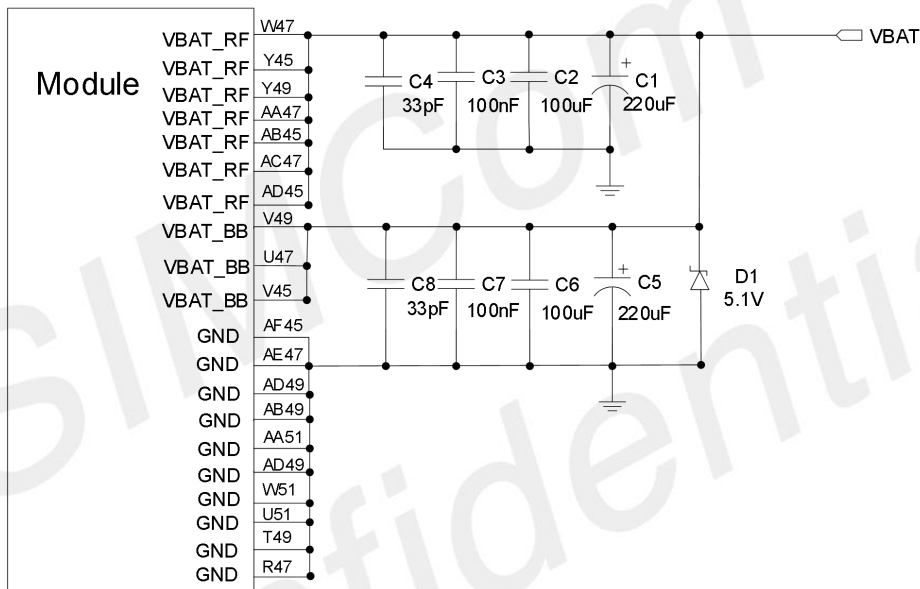 W47
VBAT_RF
VBAT
Module
VBAT_RF Y45
VBAT_RF Y49
VBAT_RF AA47
VBAT_RF AB45
VBAT_RF AC47
VBAT_RF AD45
C4
33pF
C3
100nF
C2
100uF
+
C1
220uF
VBAT_BB V49
VBAT_BB U47
VBAT_BB V45
C8
33pF
C7
100nF
C6
100uF
+
C5
220uF
D1
5.1V
GND AF45
GND AE47
GND AD49
GND AB49
GND AA51
GND AD49
GND W51
GND U51
GND T49
GND R47
SIMCom
Confidential